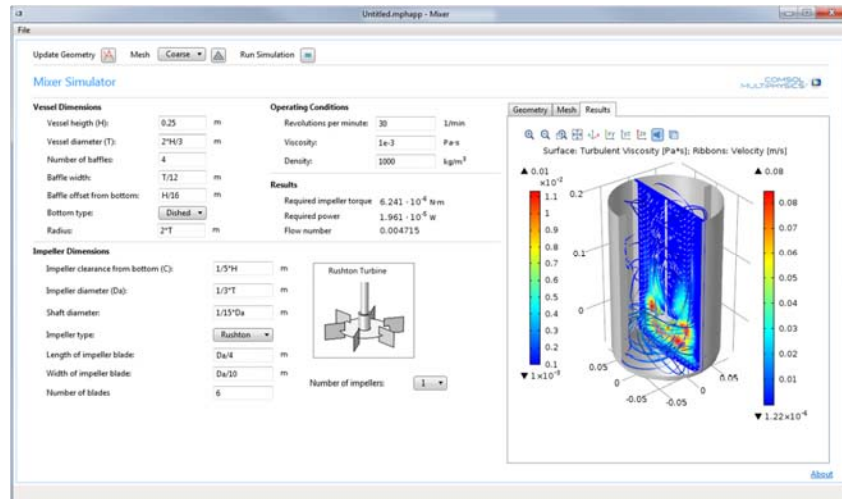 Untitled.mphapp - Mixer
File
Update Geometry Mesh Coarse Run Simulation
Mixer Simulator
COMSOL
MULTIPHYSICS
Vessel Dimensions
Vessel heigth (H): 0.25 m
Vessel diameter (T): 2*H/3 m
Number of baffles: 4
Baffle width: T/12 m
Baffle offset from bottom: H/16 m
Bottom type: Dished
Radius: 2*T m
Operating Conditions
Revolutions per minute: 30 1/min
Viscosity: 1e-3 Pa·s
Density: 1000 kg/m³
Results
Required impeller torque 6.241 · 10⁻⁶ N·m
Required power 1.961 · 10⁻⁶ W
Flow number 0.004715
Impeller Dimensions
Impeller clearance from bottom (C): 1/5*H m
Impeller diameter (Da): 1/3*T m
Shaft diameter: 1/15*Da m
Impeller type: Rushton
Length of impeller blade: Da/4 m
Width of impeller blade: Da/10 m
Number of blades 6
Rushton Turbine
Number of impellers: 1
Geometry Mesh Results
Surface: Turbulent Viscosity [Pa*s]; Ribbons: Velocity [m/s]
▲ 0.01
×10⁻²
1.1
1
0.9
0.8
0.7
0.6
0.5
0.4
0.3
0.2
0.1
▼ 1×10⁻³
0.2
0.1
0
0.05
0
-0.05
-0.05
0
0.05
▲ 0.08
0.08
0.07
0.06
0.05
0.04
0.03
0.02
0.01
▼ 1.22×10⁻⁴
About